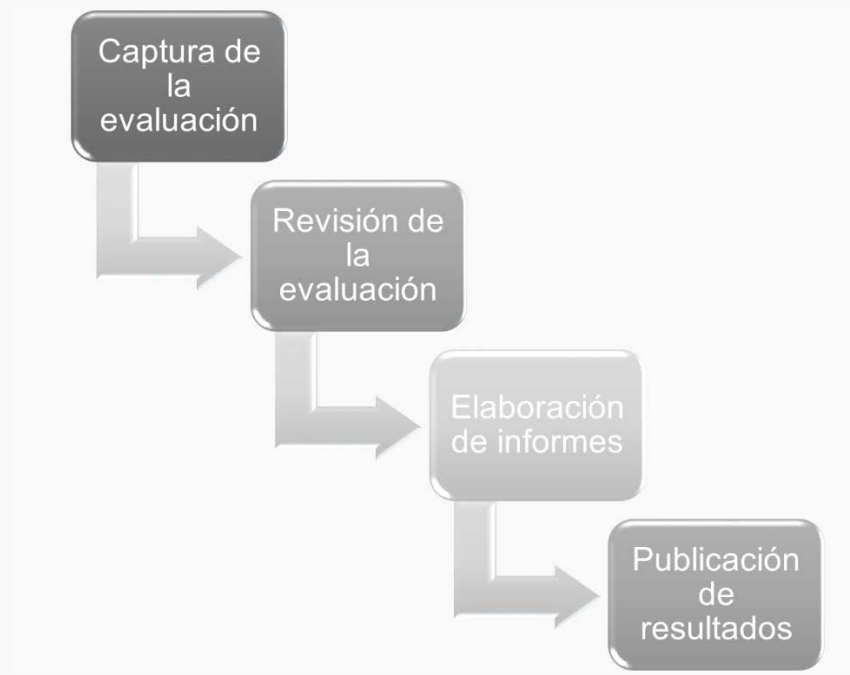 Captura de
la
evaluación
Revisión de
la
evaluación
Elaboración
de informes
Publicación
de
resultados